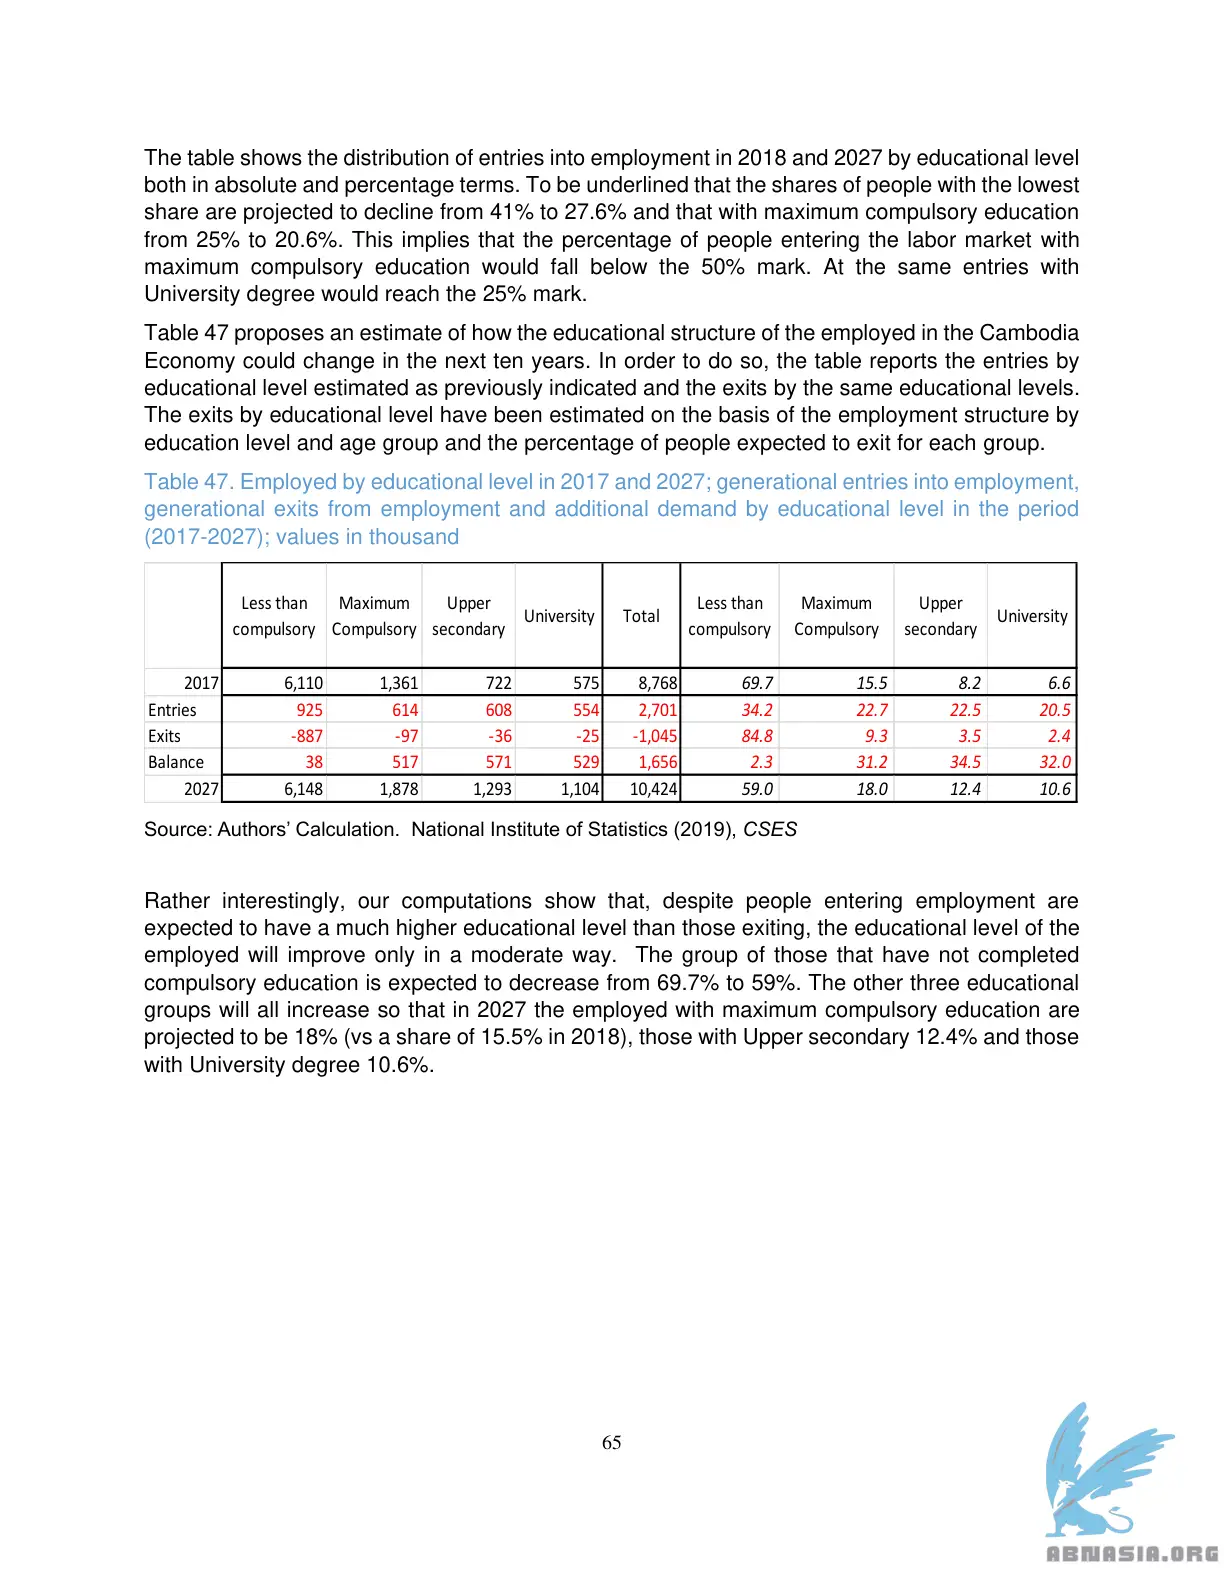 The table shows the distribution of entries into employment in 2018 and 2027 by educational level
both in absolute and percentage terms. To be underlined that the shares of people with the lowest
share are projected to decline from 41% to 27.6% and that with maximum compulsory education
from 25% to 20.6%. This implies that the percentage of people entering the labor market with
maximum compulsory education would fall below the 50% mark. At the same entries with
University degree would reach the 25% mark.
Table 47 proposes an estimate of how the educational structure of the employed in the Cambodia
Economy could change in the next ten years. In order to do so, the table reports the entries by
educational level estimated as previously indicated and the exits by the same educational levels.
The exits by educational level have been estimated on the basis of the employment structure by
education level and age group and the percentage of people expected to exit for each group.
Table 47. Employed by educational level in 2017 and 2027; generational entries into employment,
generational exits from employment and additional demand by educational level in the period
(2017-2027); values in thousand
Less than compulsory Maximum Compulsory Upper secondary University Total Less than compulsory Maximum Compulsory Upper secondary University
2017 6,110 1,361 722 575 8,768 69.7 15.5 8.2 6.6
Entries 925 614 608 554 2,701 34.2 22.7 22.5 20.5
Exits -887 -97 -36 -25 -1,045 84.8 9.3 3.5 2.4
Balance 38 517 571 529 1,656 2.3 31.2 34.5 32.0
2027 6,148 1,878 1,293 1,104 10,424 59.0 18.0 12.4 10.6
Source: Authors' Calculation. National Institute of Statistics (2019), CSES
Rather interestingly, our computations show that, despite people entering employment are
expected to have a much higher educational level than those exiting, the educational level of the
employed will improve only in a moderate way. The group of those that have not completed
compulsory education is expected to decrease from 69.7% to 59%. The other three educational
groups will all increase so that in 2027 the employed with maximum compulsory education are
projected to be 18% (vs a share of 15.5% in 2018), those with Upper secondary 12.4% and those
with University degree 10.6%.
65
ABNASIA.ORG